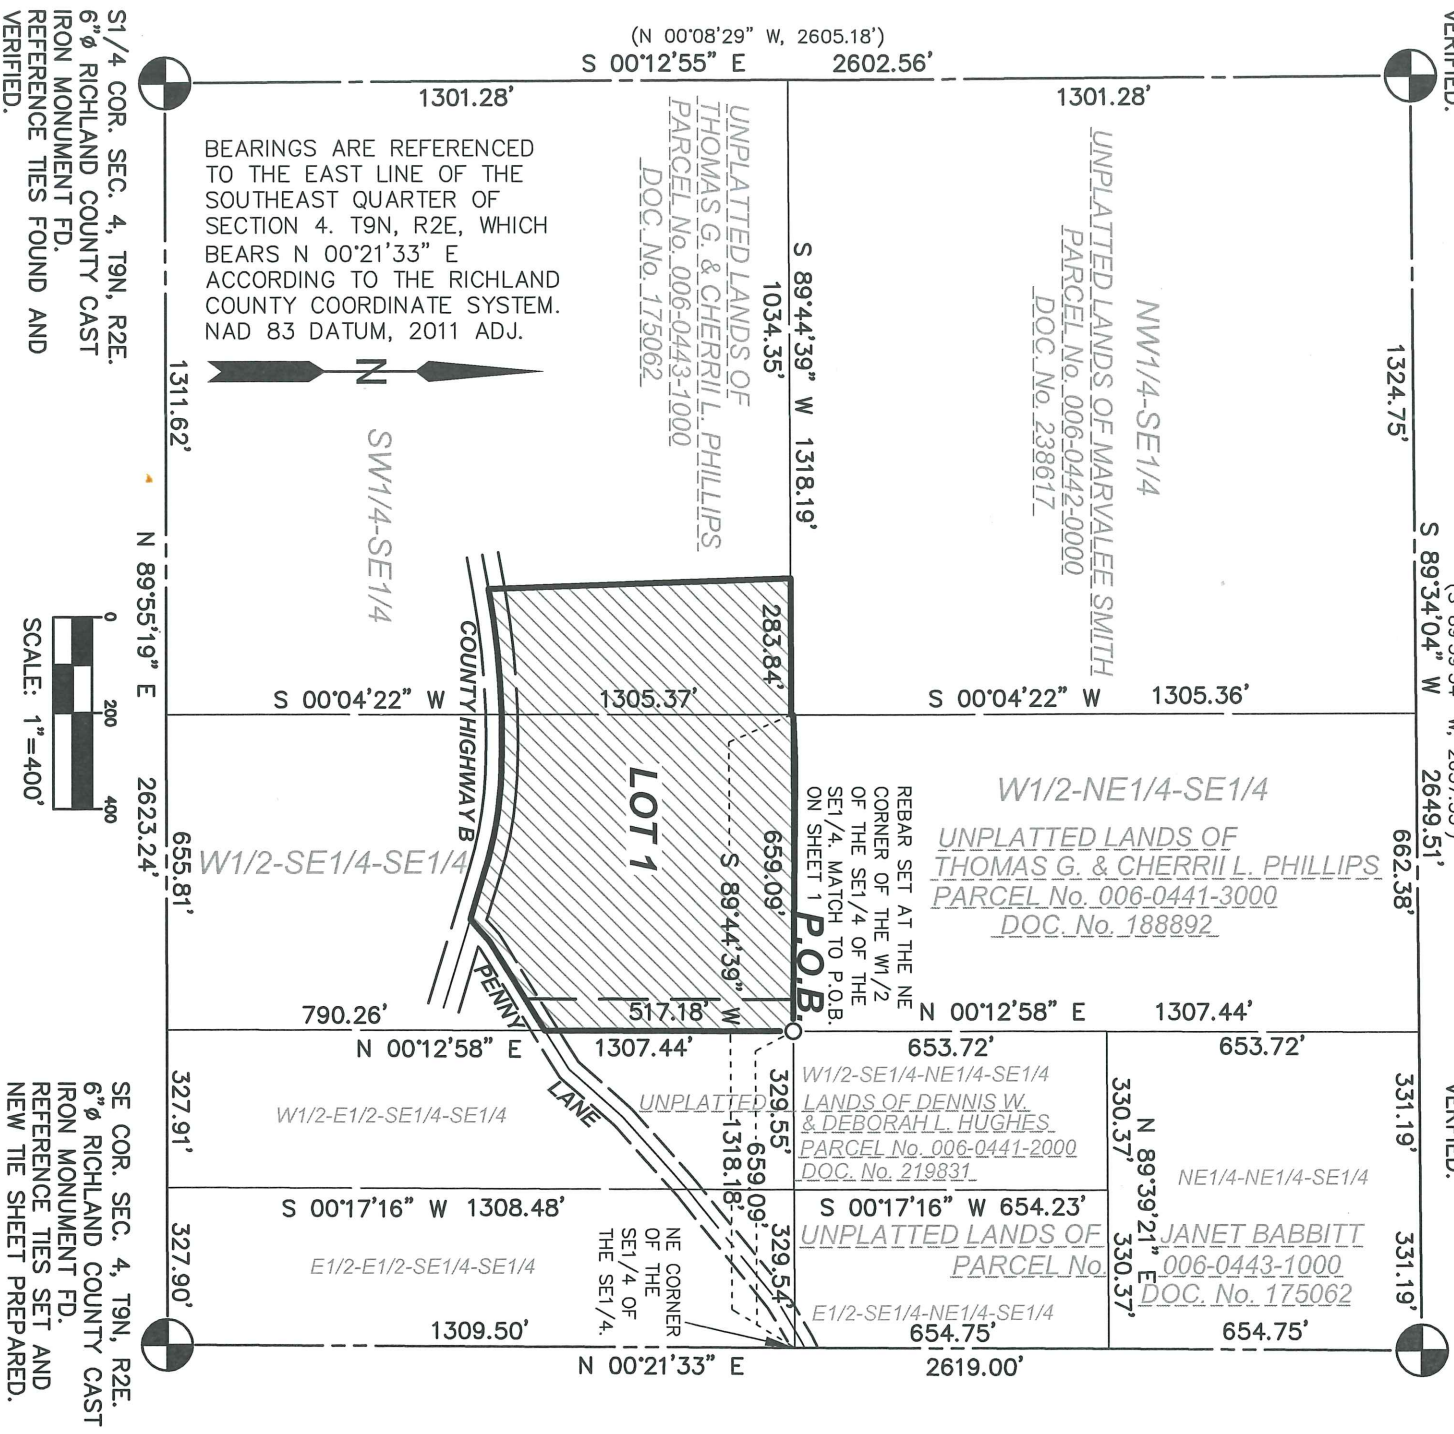 VERIFIED.
(N 00°08'29" W, 2605.18')
S 00°12'55" E 2602.56'
1301.28'
1301.28'
S1/4 COR. SEC. 4, T9N, R2E.
6"ø RICHLAND COUNTY CAST
IRON MONUMENT FD.
REFERENCE TIES FOUND AND
VERIFIED.
BEARINGS ARE REFERENCED
TO THE EAST LINE OF THE
SOUTHEAST QUARTER OF
SECTION 4. T9N, R2E, WHICH
BEARS N 00°21'33" E
ACCORDING TO THE RICHLAND
COUNTY COORDINATE SYSTEM.
NAD 83 DATUM, 2011 ADJ.
N
UNPLATTED LANDS OF
THOMAS G. & CHERRII L. PHILLIPS
PARCEL No. 006-0443-1000
DOC. No. 175062
S 89°44'39" W 1318.19'
1034.35'
NW1/4-SE1/4
UNPLATTED LANDS OF MARVALEE SMITH
PARCEL No. 006-0442-0000
DOC. No. 238617
1324.75'
S 89°34'04" W 2649.51'
1311.62'
N 89°55'19" E 2623.24'
SW1/4-SE1/4
0 200 400
SCALE: 1"=400'
COUNTY HIGHWAY B
283.84'
S 00°04'22" W 1305.37'
S 00°04'22" W 1305.36'
LOT 1
659.09'
S 89°44'39" W 1318.18'
659.09'
REBAR SET AT THE NE
CORNER OF THE W1/2
OF THE SE1/4 OF THE
SE1/4. MATCH TO P.O.B.
ON SHEET 1
P.O.B.
W1/2-NE1/4-SE1/4
UNPLATTED LANDS OF
THOMAS G. & CHERRII L. PHILLIPS
PARCEL No. 006-0441-3000
DOC. No. 188892
662.38'
655.81'
W1/2-SE1/4-SE1/4
PENNY
LANE
790.26'
517.18'
N 00°12'58" E 1307.44'
N 00°12'58" E 1307.44'
653.72'
653.72'
VERIFIED.
327.91'
W1/2-E1/2-SE1/4-SE1/4
329.55'
W1/2-SE1/4-NE1/4-SE1/4
UNPLATTED LANDS OF DENNIS W.
& DEBORAH L. HUGHES
PARCEL No. 006-0441-2000
DOC. No. 219831
N 89°39'21" E
330.37'
330.37'
331.19'
NE1/4-NE1/4-SE1/4
S 00°17'16" W 1308.48'
S 00°17'16" W 654.23'
327.90'
E1/2-E1/2-SE1/4-SE1/4
NE CORNER
OF THE
SE1/4 OF
THE SE1/4.
329.54'
UNPLATTED LANDS OF JANET BABBITT
PARCEL No. 006-0443-1000
DOC. No. 175062
E1/2-SE1/4-NE1/4-SE1/4
331.19'
1309.50'
654.75'
654.75'
N 00°21'33" E 2619.00'
SE COR. SEC. 4, T9N, R2E.
6"ø RICHLAND COUNTY CAST
IRON MONUMENT FD.
REFERENCE TIES SET AND
NEW TIE SHEET PREPARED.